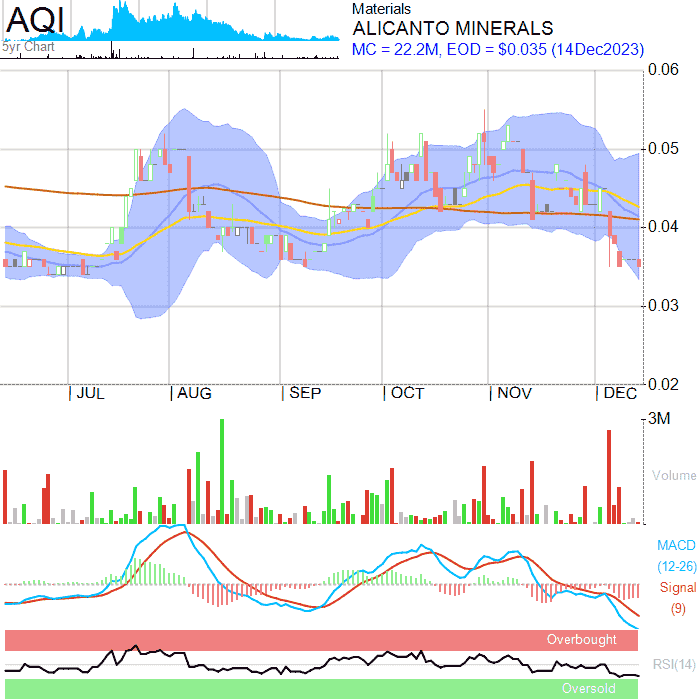 AQI
5yr Chart
Materials
ALICANTO MINERALS
MC = 22.2M, EOD = $0.035 (14Dec2023)
0.06
0.05
0.04
0.03
0.02
JUL AUG SEP OCT NOV DEC
3M
Volume
MACD
(12-26)
Signal
(9)
Overbought
RSI(14)
Oversold